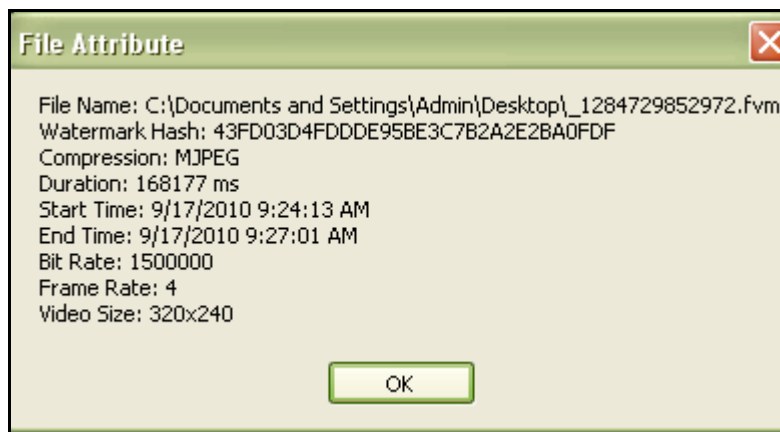 File Attribute
File Name: C:\Documents and Settings\Admin\Desktop\_1284729852972.fvm
Watermark Hash: 43FD03D4FDDDE95BE3C7B2A2E2BA0FDF
Compression: MJPEG
Duration: 168177 ms
Start Time: 9/17/2010 9:24:13 AM
End Time: 9/17/2010 9:27:01 AM
Bit Rate: 1500000
Frame Rate: 4
Video Size: 320x240
OK